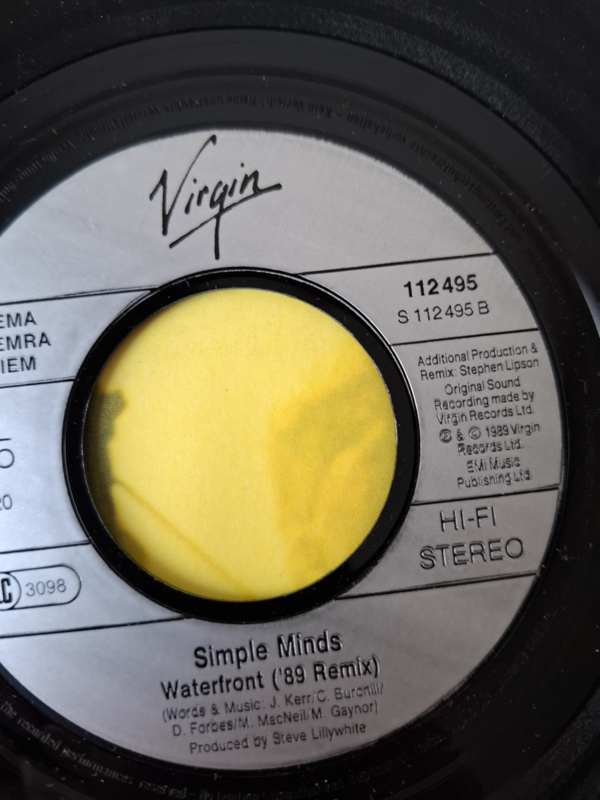 Virgin
112495
S 112495 B
EMA
EMRA
IEM
Additional Production &
Remix: Stephen Lipson
Original Sound
Recording made by
Virgin Records Ltd.
℗ & © 1989 Virgin
Records Ltd.
EMI Music
Publishing Ltd.
O
20
LC 3098
HI-FI
STEREO
Simple Minds
Waterfront ('89 Remix)
(Words & Music: J. Kerr/C. Burchill/
D. Forbes/M. MacNeil/M. Gaynor)
Produced by Steve Lillywhite